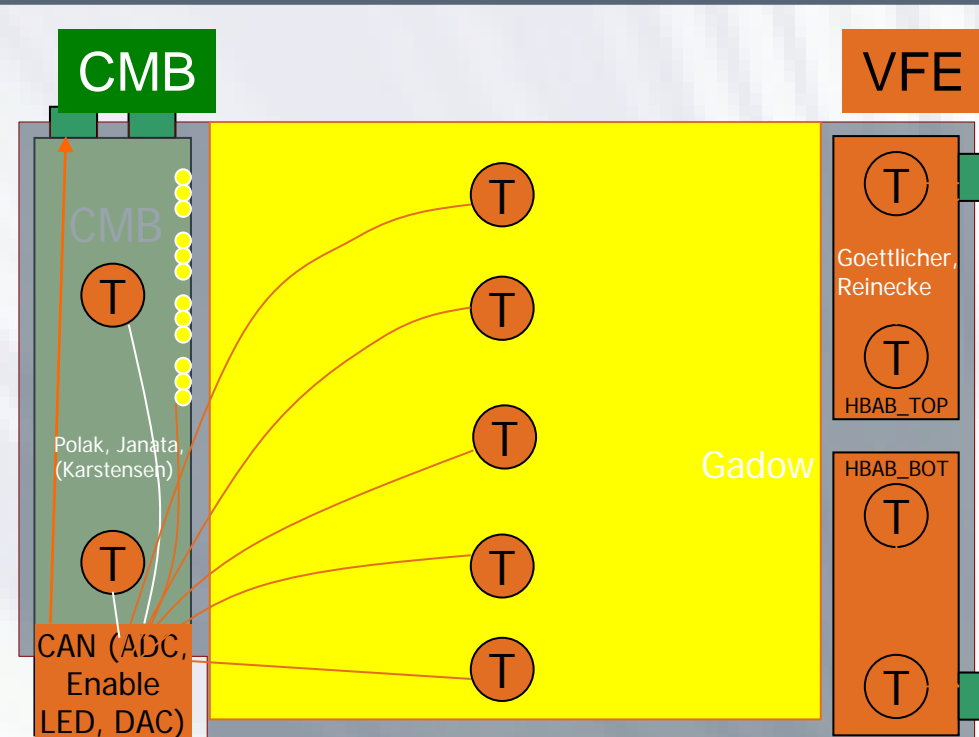 CMB
VFE
CMB
T
T
Polak, Janata,
(Karstensen)
CAN (ADC,
Enable
LED, DAC)
T
T
T
T
T
Gadow
T
Goettlicher,
Reinecke
T
HBAB_TOP
HBAB_BOT
T
T